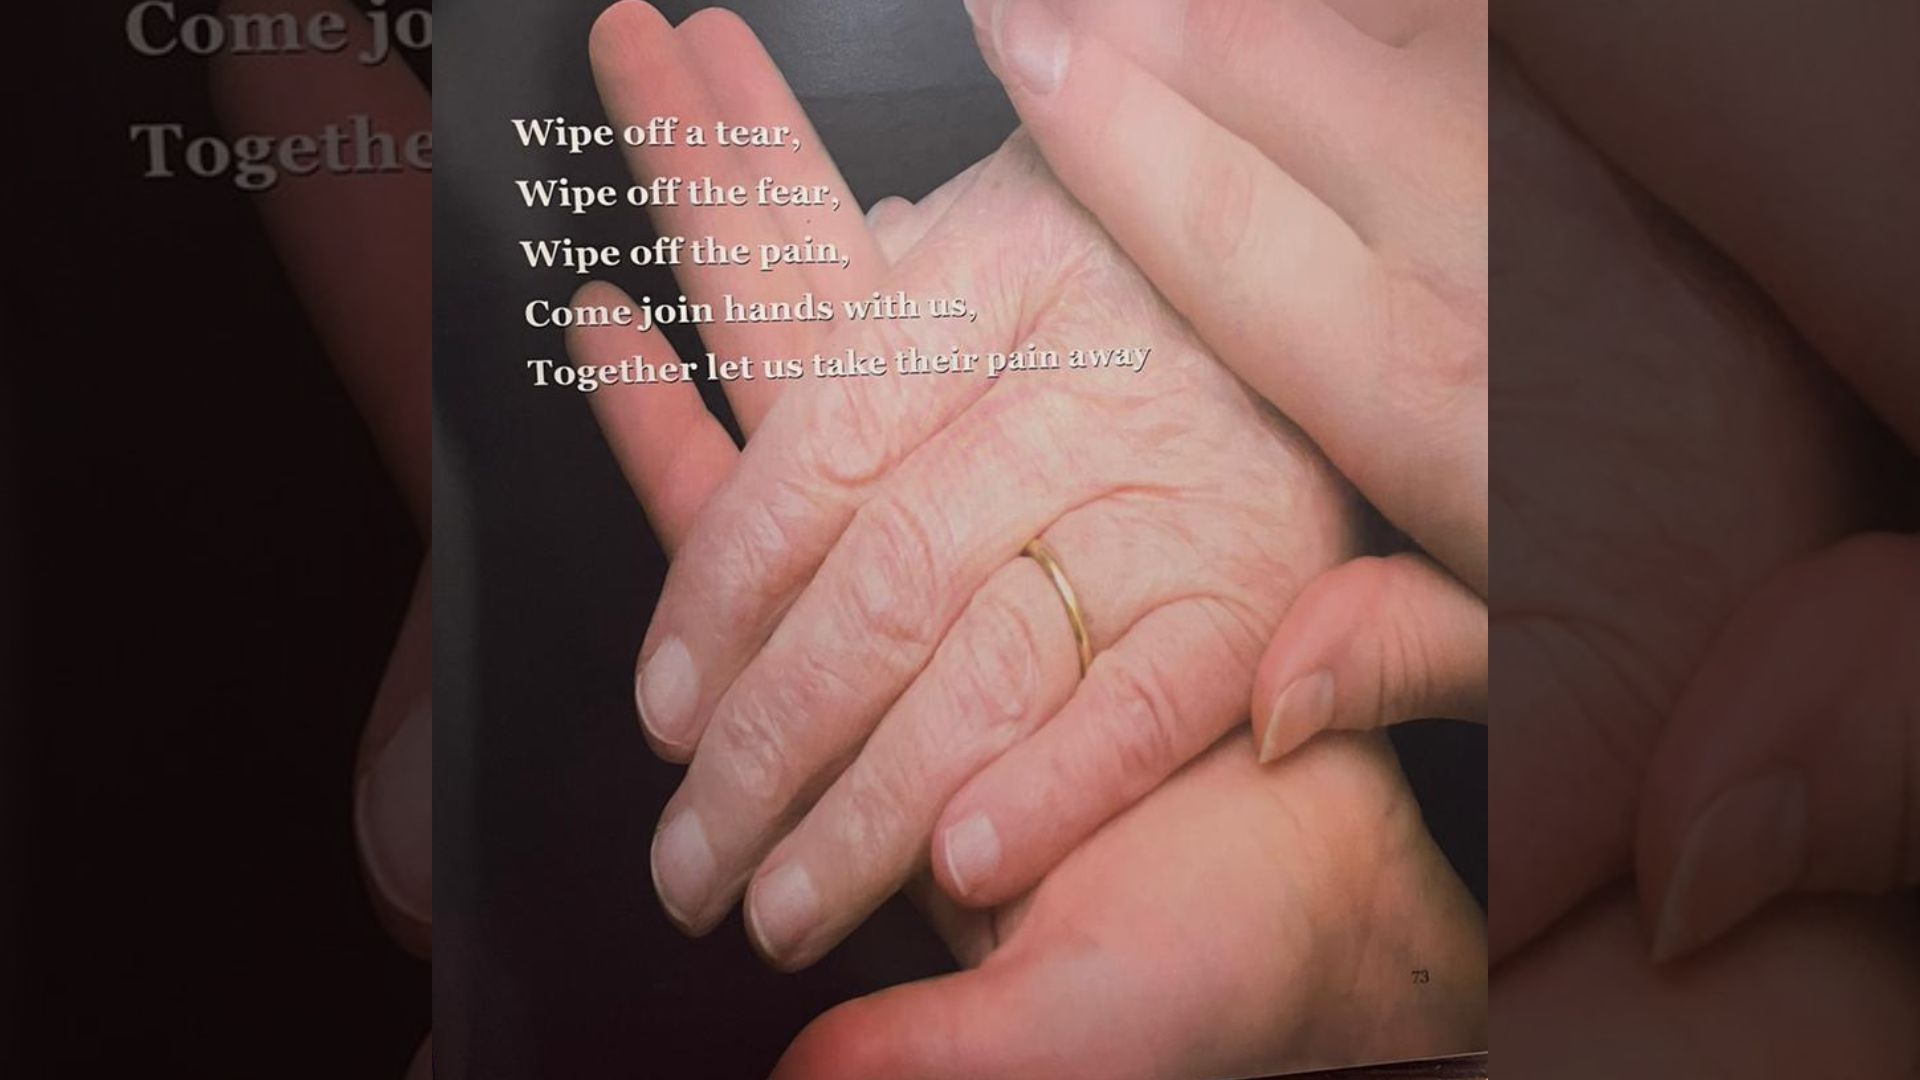 Wipe off a tear,
Wipe off the fear,
Wipe off the pain,
Come join hands with us,
Together let us take their pain away
73